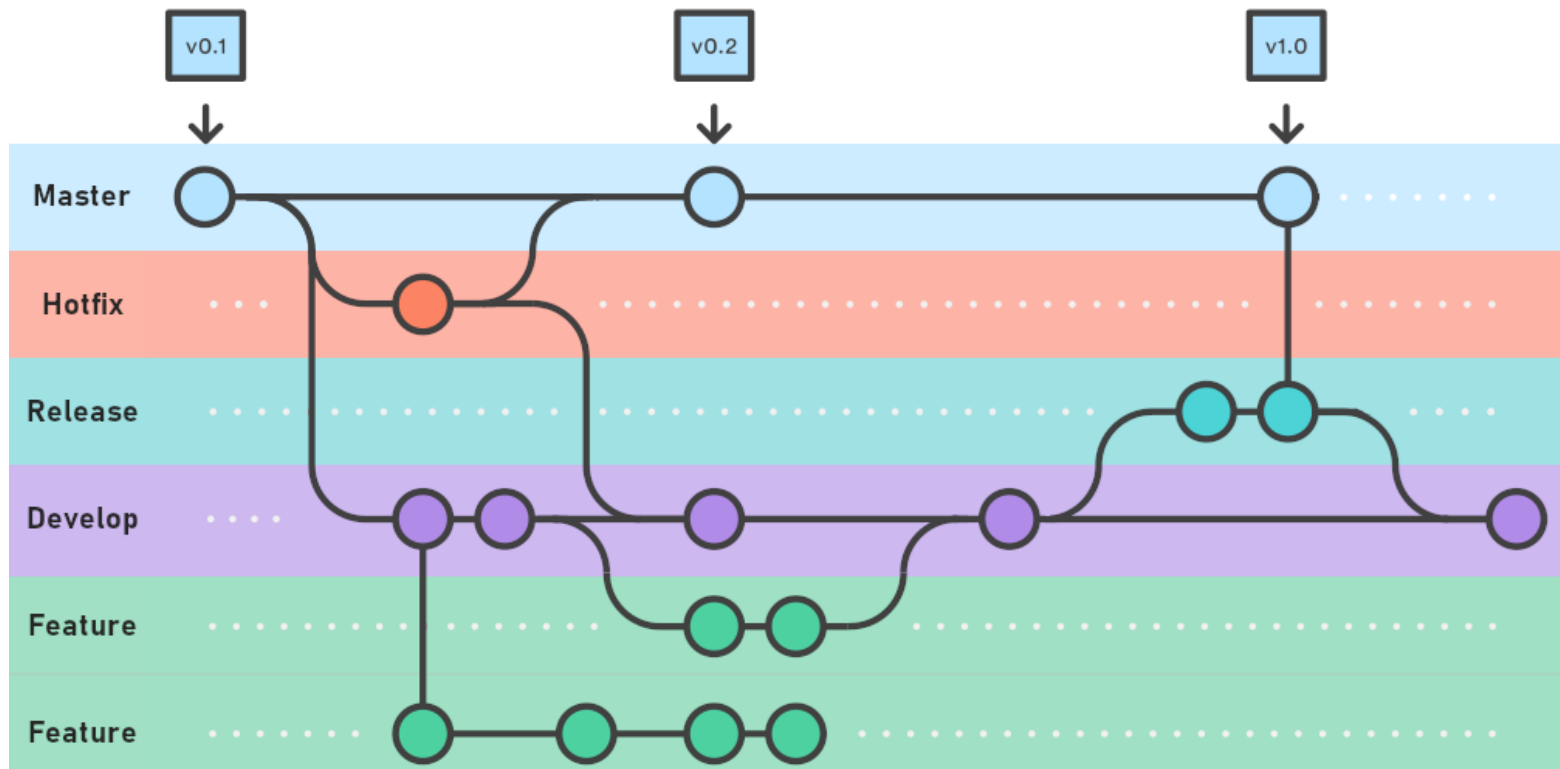 v0.1
v0.2
v1.0
Master
Hotfix
Release
Develop
Feature
Feature